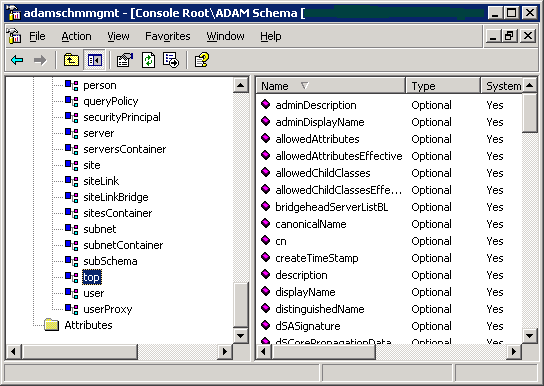 adamschmmgmt - [Console Root\ADAM Schema [
File Action View Favorites Window Help
person
queryPolicy
securityPrincipal
server
serversContainer
site
siteLink
siteLinkBridge
sitesContainer
subnet
subnetContainer
subSchema
top
user
userProxy
Attributes
Name Type System
adminDescription Optional Yes
adminDisplayName Optional Yes
allowedAttributes Optional Yes
allowedAttributesEffective Optional Yes
allowedChildClasses Optional Yes
allowedChildClassesEffe... Optional Yes
bridgeheadServerListBL Optional Yes
canonicalName Optional Yes
cn Optional Yes
createTimeStamp Optional Yes
description Optional Yes
displayName Optional Yes
distinguishedName Optional Yes
dSASignature Optional Yes
dSCorePropagationData Optional Yes